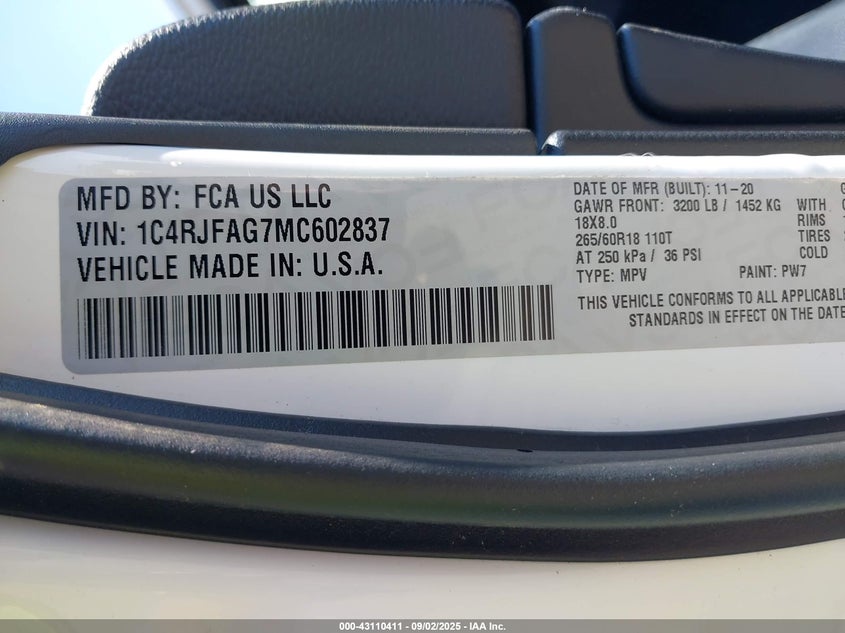 MFD BY: FCA US LLC
VIN: 1C4RJFAG7MC602837
VEHICLE MADE IN: U.S.A.
DATE OF MFR (BUILT): 11-20
GAWR FRONT: 3200 LB / 1452 KG WITH
18X8.0 RIMS
265/60R18 110T TIRES
AT 250 kPa / 36 PSI COLD
TYPE: MPV PAINT: PW7
THIS VEHICLE CONFORMS TO ALL APPLICABLE
STANDARDS IN EFFECT ON THE DATE
000-43110411 - 09/02/2025 - IAA Inc.